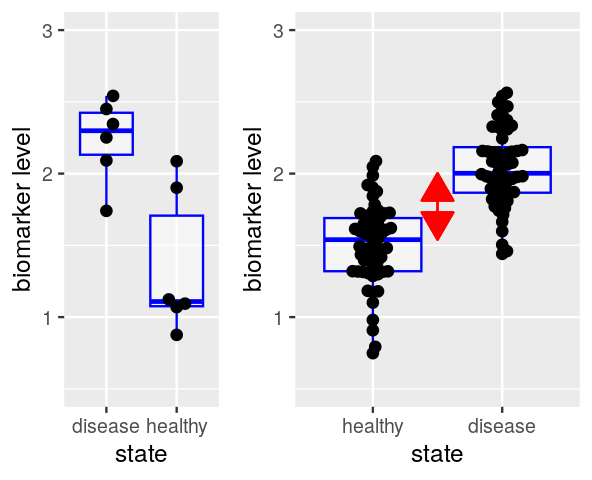 biomarker level
3
2
1
disease healthy
state
biomarker level
3
2
1
healthy disease
state